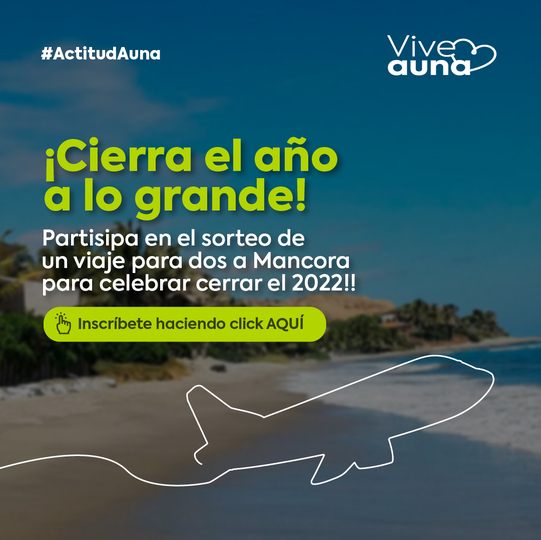 #ActitudAuna
Vive
auna
¡Cierra el año
a lo grande!
Partisipa en el sorteo de
un viaje para dos a Mancora
para celebrar cerrar el 2022!!
Inscríbete haciendo click AQUÍ